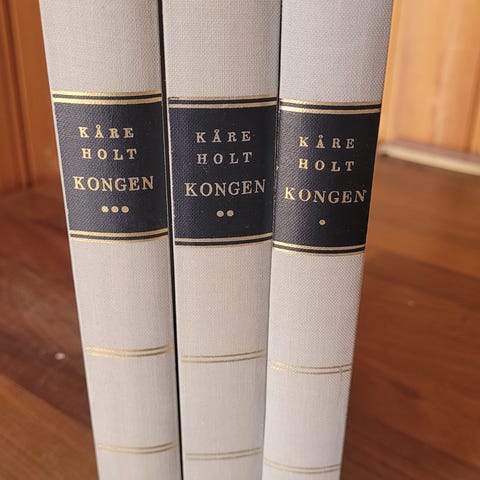 KÅRE
HOLT
KONGEN
•••
KÅRE
HOLT
KONGEN
••
KÅRE
HOLT
KONGEN
•